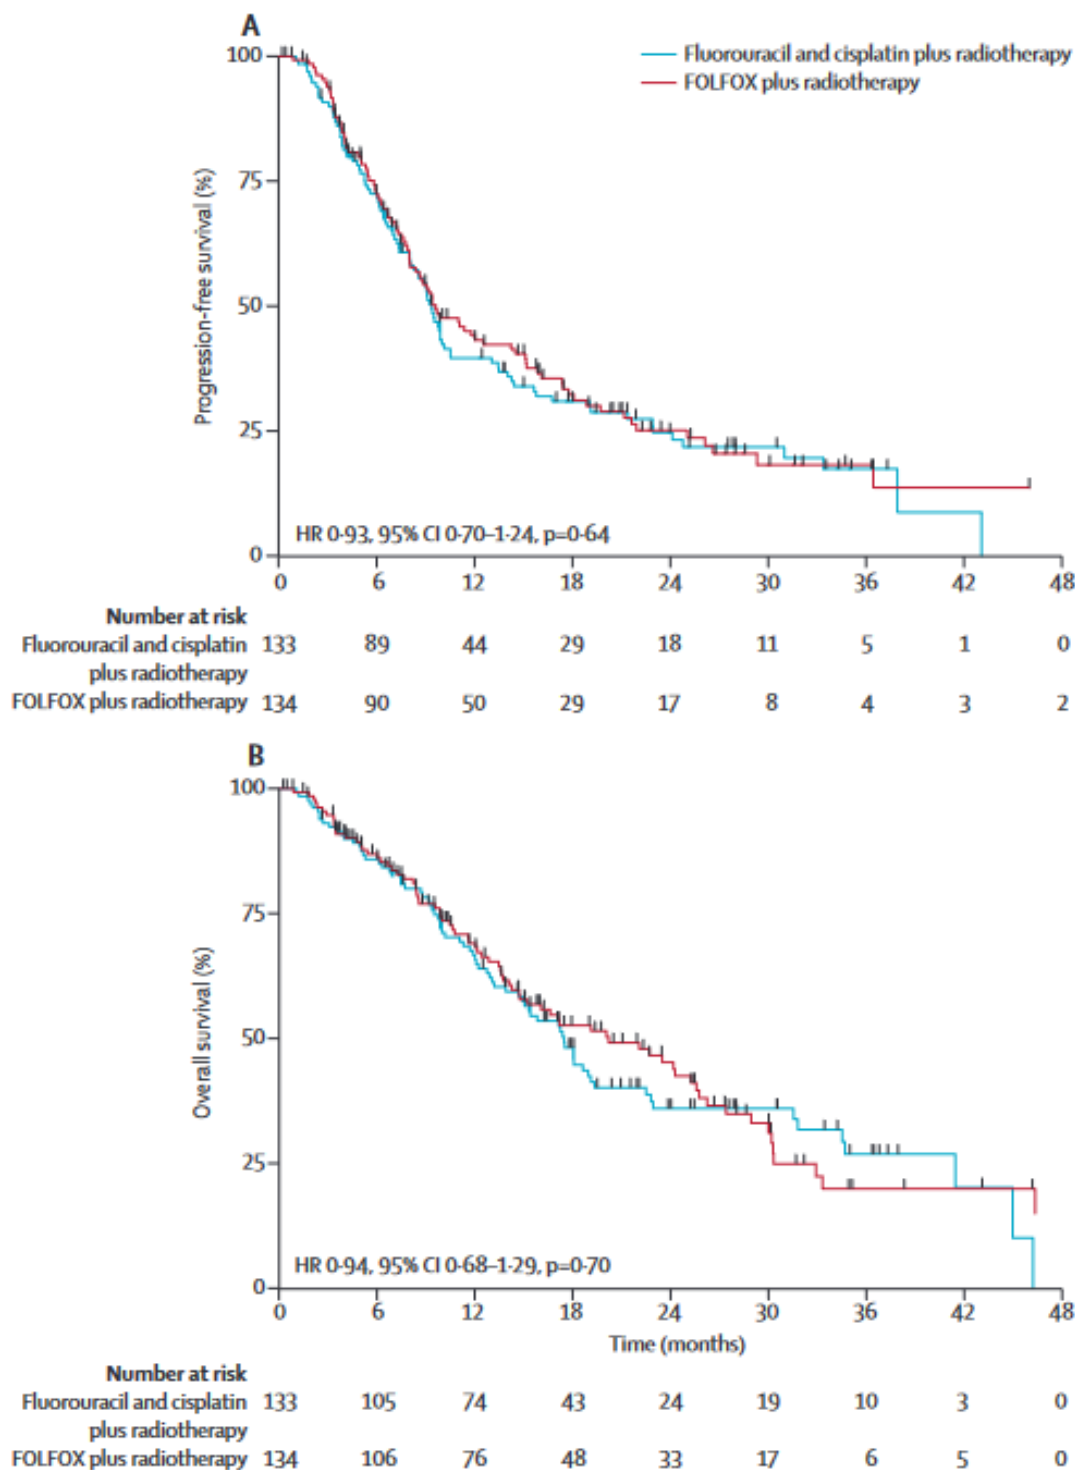 A
Fluorouracil and cisplatin plus radiotherapy
FOLFOX plus radiotherapy
Progression-free survival (%)
100
75
50
25
0
HR 0·93, 95% CI 0·70–1·24, p=0·64
0 6 12 18 24 30 36 42 48
Number at risk
Fluorouracil and cisplatin 133 89 44 29 18 11 5 1 0
plus radiotherapy
FOLFOX plus radiotherapy 134 90 50 29 17 8 4 3 2
B
Overall survival (%)
100
75
50
25
0
HR 0·94, 95% CI 0·68–1·29, p=0·70
0 6 12 18 24 30 36 42 48
Time (months)
Number at risk
Fluorouracil and cisplatin 133 105 74 43 24 19 10 3 0
plus radiotherapy
FOLFOX plus radiotherapy 134 106 76 48 33 17 6 5 0